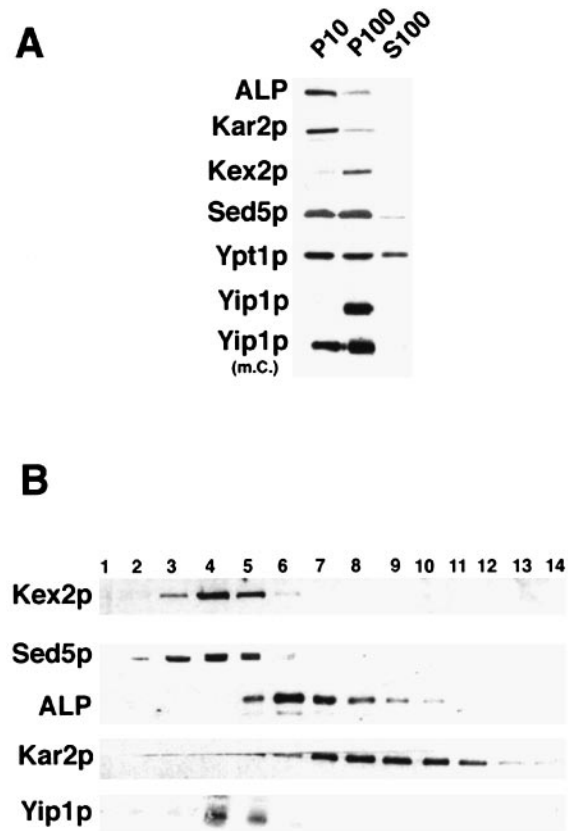 A
P10 P100 S100
ALP
Kar2p
Kex2p
Sed5p
Ypt1p
Yip1p
Yip1p
(m.C.)
B
1 2 3 4 5 6 7 8 9 10 11 12 13 14
Kex2p
Sed5p
ALP
Kar2p
Yip1p